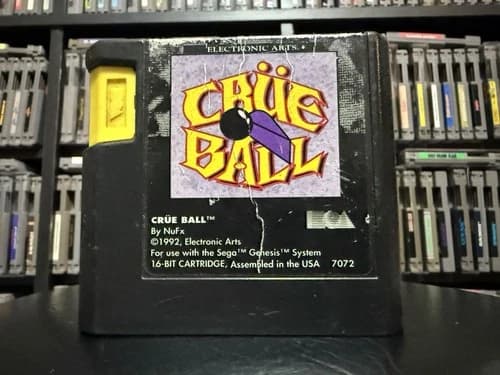 ELECTRONIC ARTS
CRÜE
BALL
CRÜE BALL™
By NuFx
©1992, Electronic Arts
For use with the Sega™ Genesis™ System
16-BIT CARTRIDGE, Assembled in the USA 7072